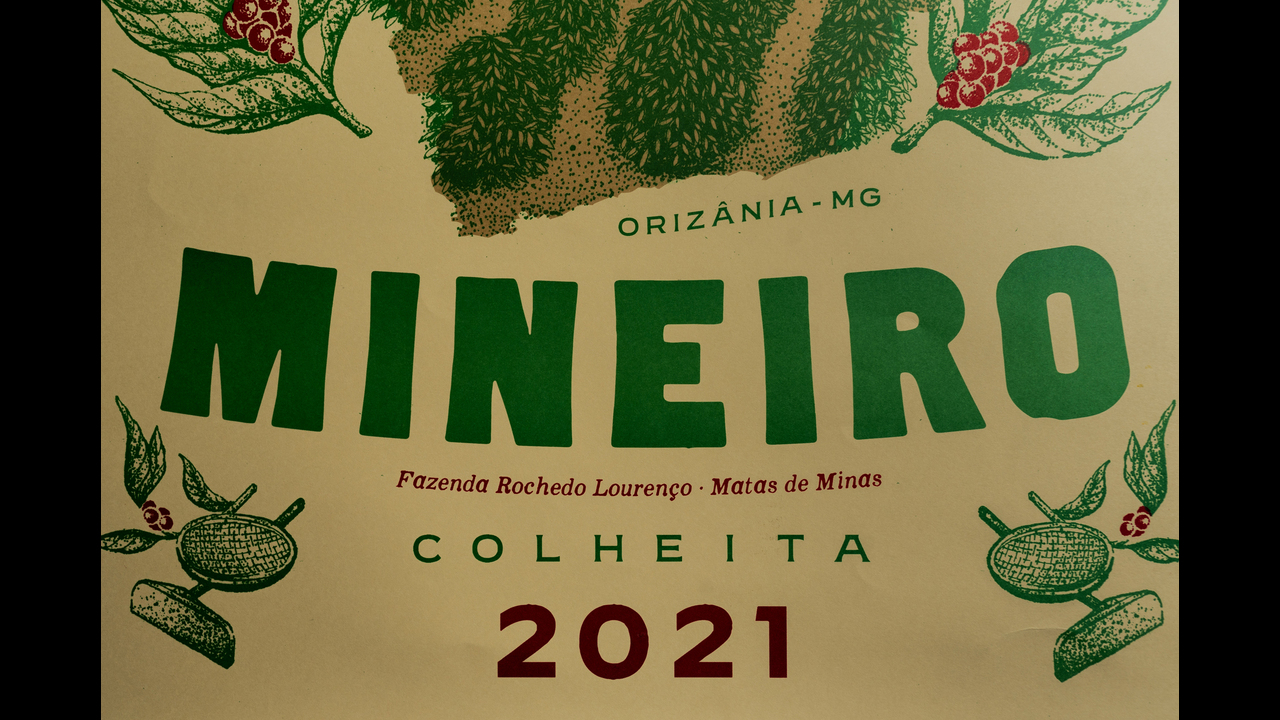 ORIZÂNIA-MG
MINEIRO
Fazenda Rochedo Lourenço · Matas de Minas
COLHEITA
2021